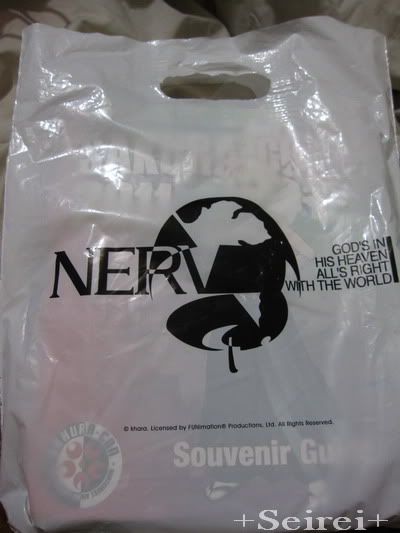 NERV
GOD'S IN
HIS HEAVEN
ALL'S RIGHT
WITH THE WORLD
© khara. Licensed by FUNimation® Productions, Ltd. All Rights Reserved.
Souvenir Gu
+Seirei+